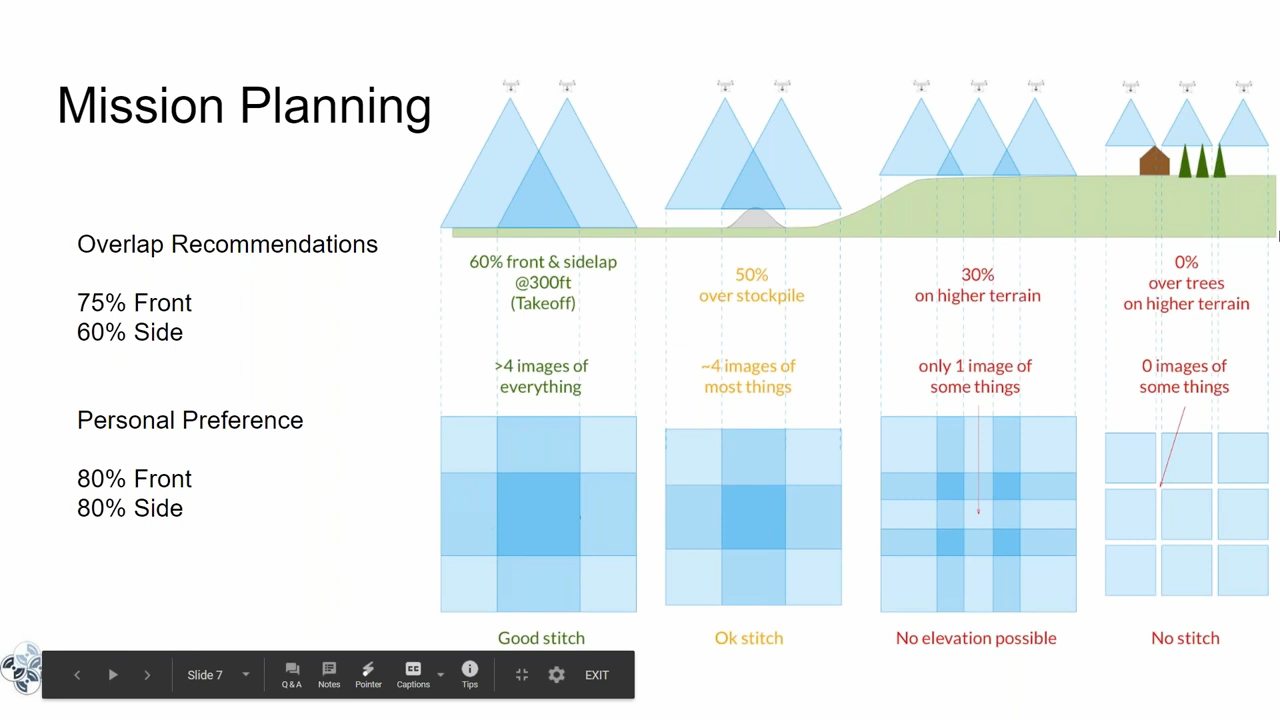 Mission Planning
Overlap Recommendations
75% Front
60% Side
Personal Preference
80% Front
80% Side
60% front & sidelap
@300ft
(Takeoff)
50%
over stockpile
30%
on higher terrain
0%
over trees
on higher terrain
>4 images of
everything
~4 images of
most things
only 1 image of
some things
0 images of
some things
Good stitch
Ok stitch
No elevation possible
No stitch
Slide 7
Q & A
Notes
Pointer
CC
Captions
Tips
EXIT